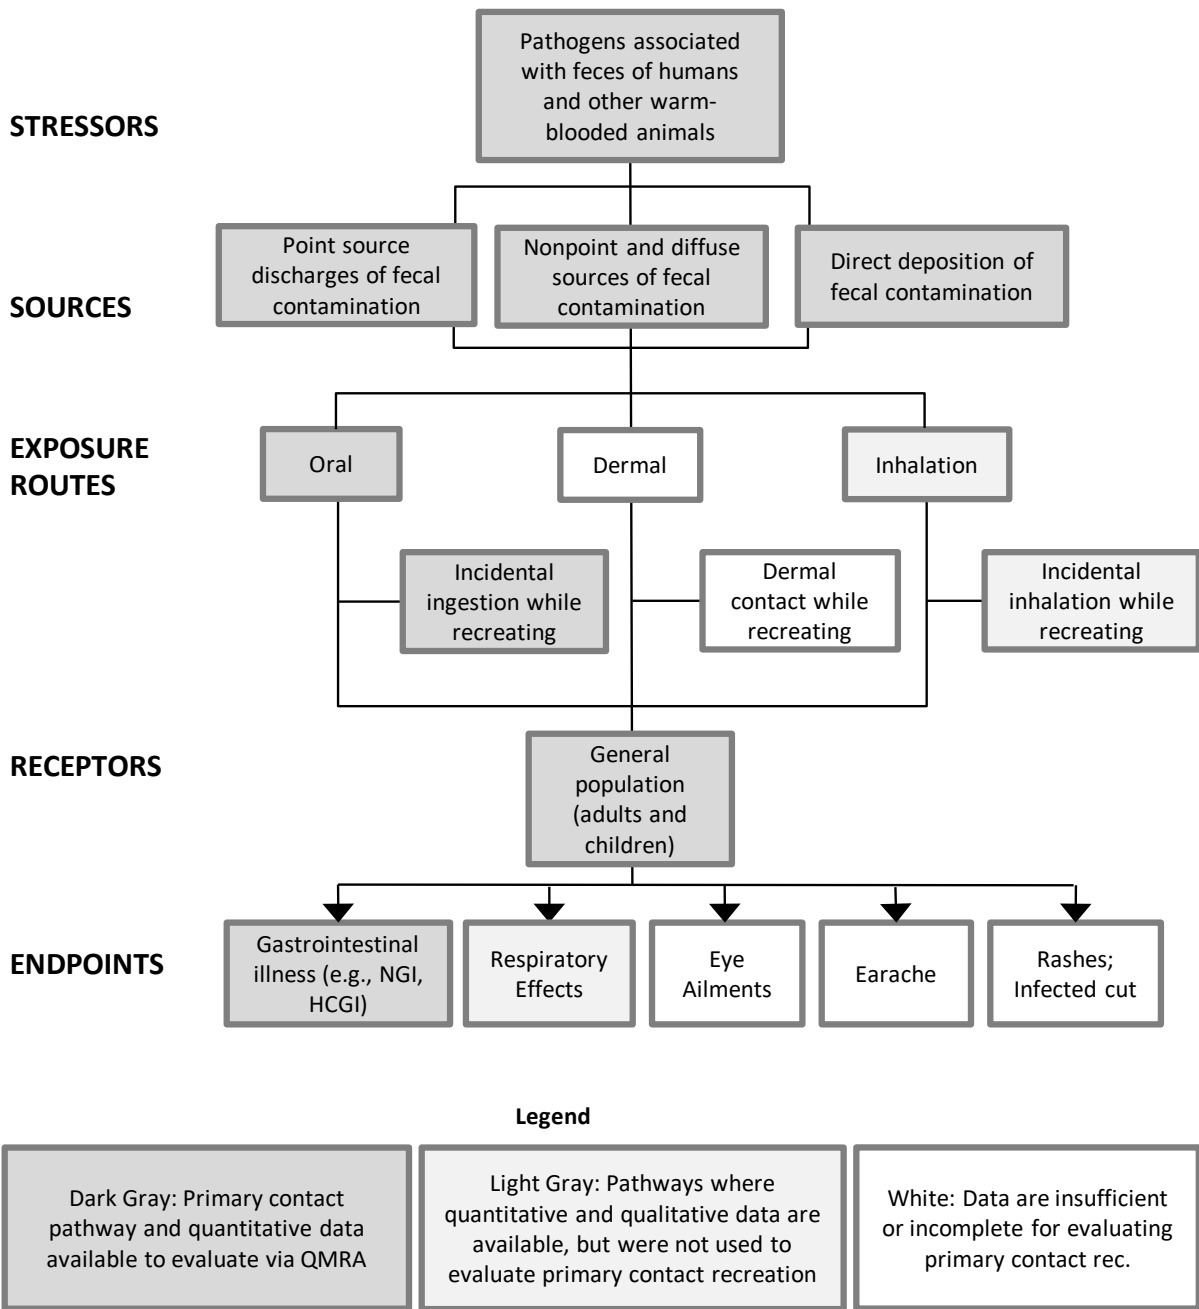 Pathogens associated
with feces of humans
and other warm-
blooded animals
STRESSORS
Point source
discharges of fecal
contamination
Nonpoint and diffuse
sources of fecal
contamination
Direct deposition of
fecal contamination
SOURCES
EXPOSURE
ROUTES
Oral
Dermal
Inhalation
Incidental
ingestion while
recreating
Dermal
contact while
recreating
Incidental
inhalation while
recreating
RECEPTORS
General
population
(adults and
children)
ENDPOINTS
Gastrointestinal
illness (e.g., NGI,
HCGI)
Respiratory
Effects
Eye
Ailments
Earache
Rashes;
Infected cut
Legend
Dark Gray: Primary contact
pathway and quantitative data
available to evaluate via QMRA
Light Gray: Pathways where
quantitative and qualitative data are
available, but were not used to
evaluate primary contact recreation
White: Data are insufficient
or incomplete for evaluating
primary contact rec.